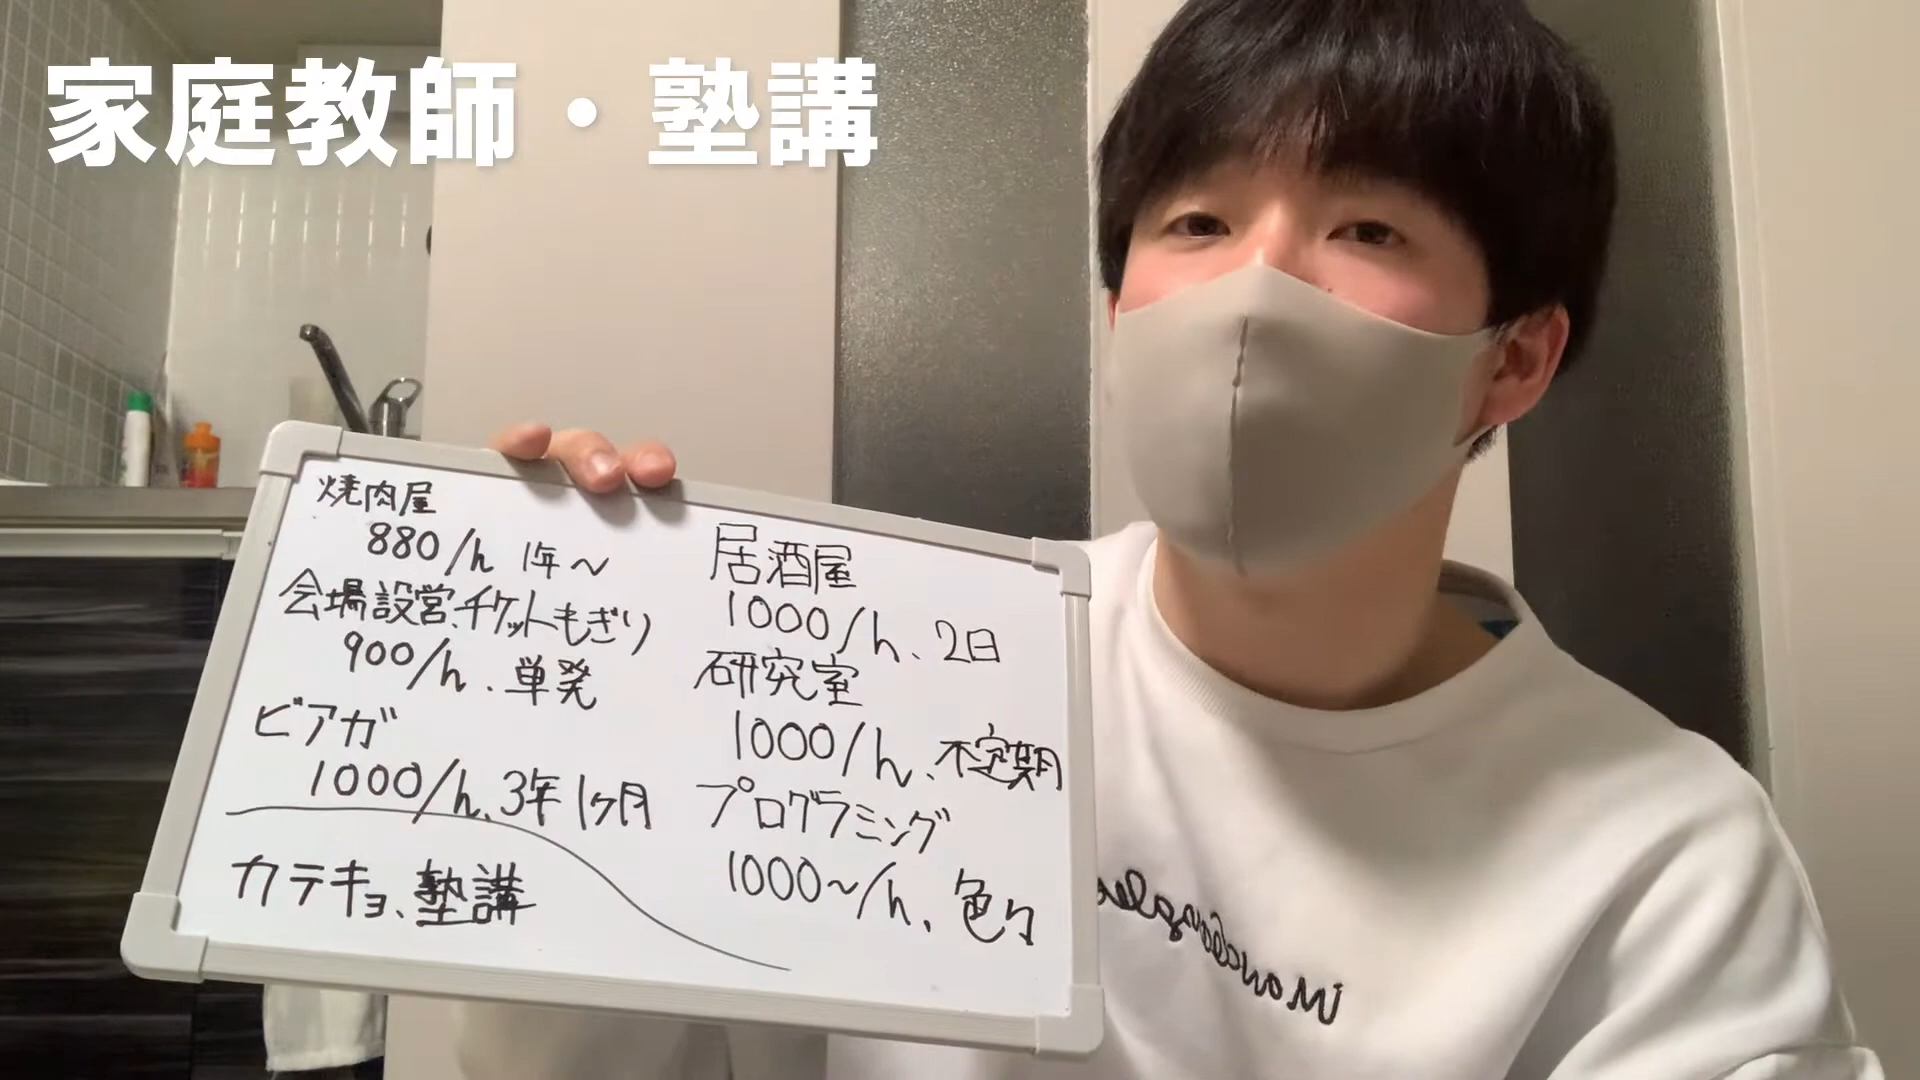 家庭教師・塾講
焼肉屋
880/h 1年〜
会場設営、チケットもぎり
900/h、単発
ビアガ
1000/h、3年1ヶ月
カテキョ、塾講
居酒屋
1000/h、2日
研究室
1000/h、不定期
プログラミング
1000〜/h、色々